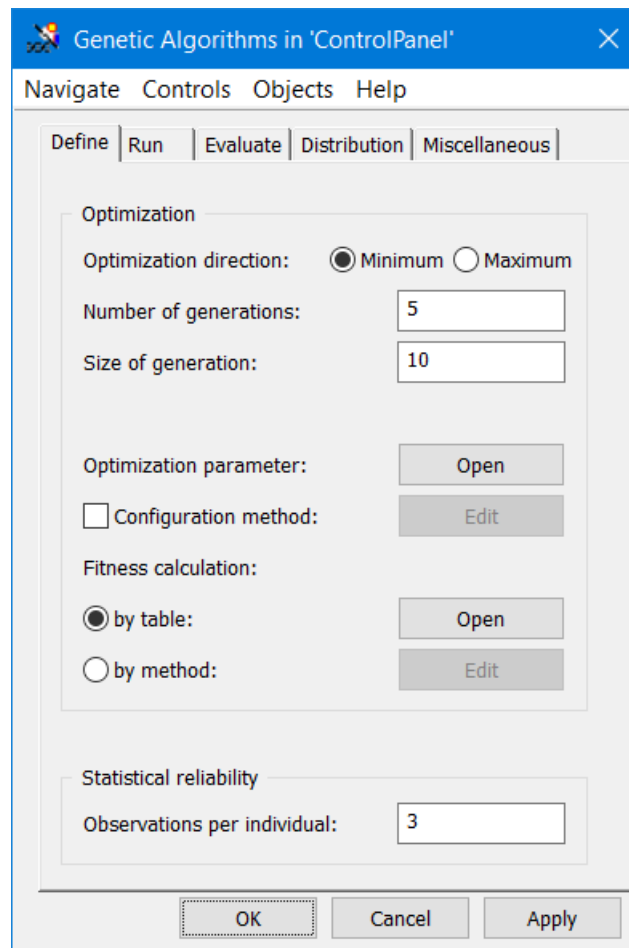 Genetic Algorithms in 'ControlPanel'
Navigate Controls Objects Help
Define Run Evaluate Distribution Miscellaneous
Optimization
Optimization direction: Minimum Maximum
Number of generations: 5
Size of generation: 10
Optimization parameter: Open
Configuration method: Edit
Fitness calculation:
by table: Open
by method: Edit
Statistical reliability
Observations per individual: 3
OK Cancel Apply